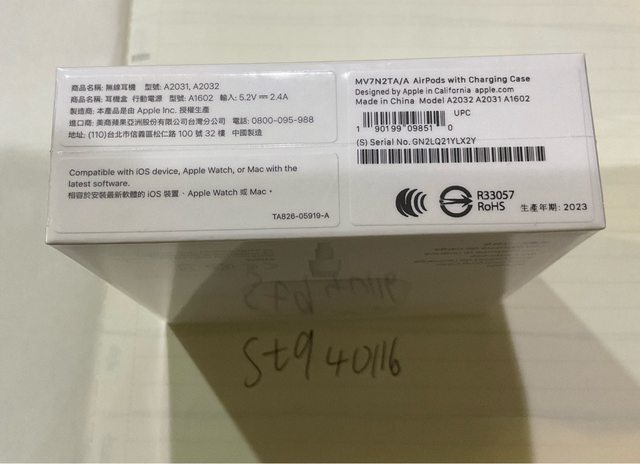 商品名稱: 無線耳機 型號: A2031, A2032
商品名稱: 耳機盒 行動電源 型號: A1602 輸入: 5.2V⎓2.4A
製造商: 本產品是由 Apple Inc. 授權生產
進口商: 美商蘋果亞洲股份有限公司台灣分公司 電話: 0800-095-988
地址: (110)台北市信義區松仁路 100 號 32 樓 中國製造
Compatible with iOS device, Apple Watch, or Mac with the
latest software.
相容於安裝最新軟體的 iOS 裝置、Apple Watch 或 Mac。
TA826-05919-A
MV7N2TA/A AirPods with Charging Case
Designed by Apple in California apple.com
Made in China Model A2032 A2031 A1602
UPC
1 90199 09851 0
(S) Serial No. GN2LQ21YLX2Y
R33057
RoHS
生產年期: 2023
st940116